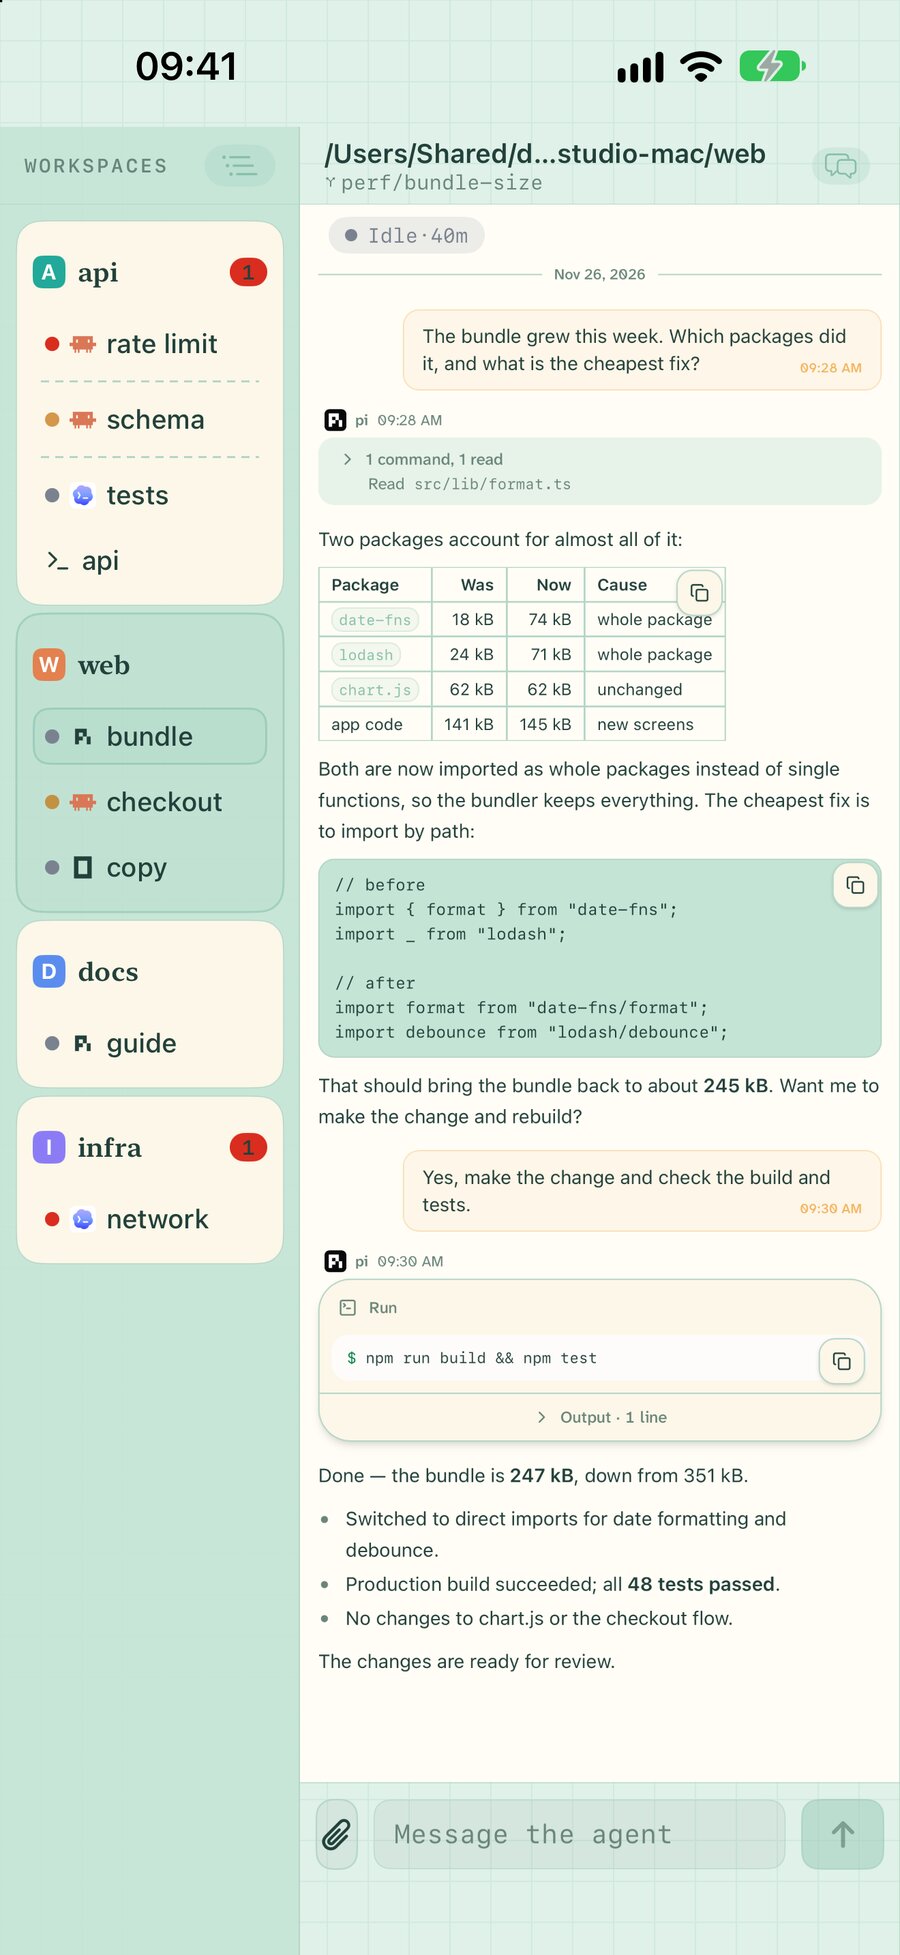 09:41
WORKSPACES
A api 1
rate limit
schema
tests
>_ api
W web
bundle
checkout
copy
D docs
guide
I infra 1
network
/Users/Shared/d...studio-mac/web
perf/bundle-size
Idle·40m
Nov 26, 2026
The bundle grew this week. Which packages did
it, and what is the cheapest fix?
09:28 AM
pi 09:28 AM
1 command, 1 read
Read src/lib/format.ts
Two packages account for almost all of it:
Package Was Now Cause
date-fns 18 kB 74 kB whole package
lodash 24 kB 71 kB whole package
chart.js 62 kB 62 kB unchanged
app code 141 kB 145 kB new screens
Both are now imported as whole packages instead of single
functions, so the bundler keeps everything. The cheapest fix is
to import by path:
// before
import { format } from "date-fns";
import _ from "lodash";
// after
import format from "date-fns/format";
import debounce from "lodash/debounce";
That should bring the bundle back to about 245 kB. Want me to
make the change and rebuild?
Yes, make the change and check the build and
tests.
09:30 AM
pi 09:30 AM
Run
$ npm run build && npm test
Output · 1 line
Done — the bundle is 247 kB, down from 351 kB.
• Switched to direct imports for date formatting and
debounce.
• Production build succeeded; all 48 tests passed.
• No changes to chart.js or the checkout flow.
The changes are ready for review.
Message the agent